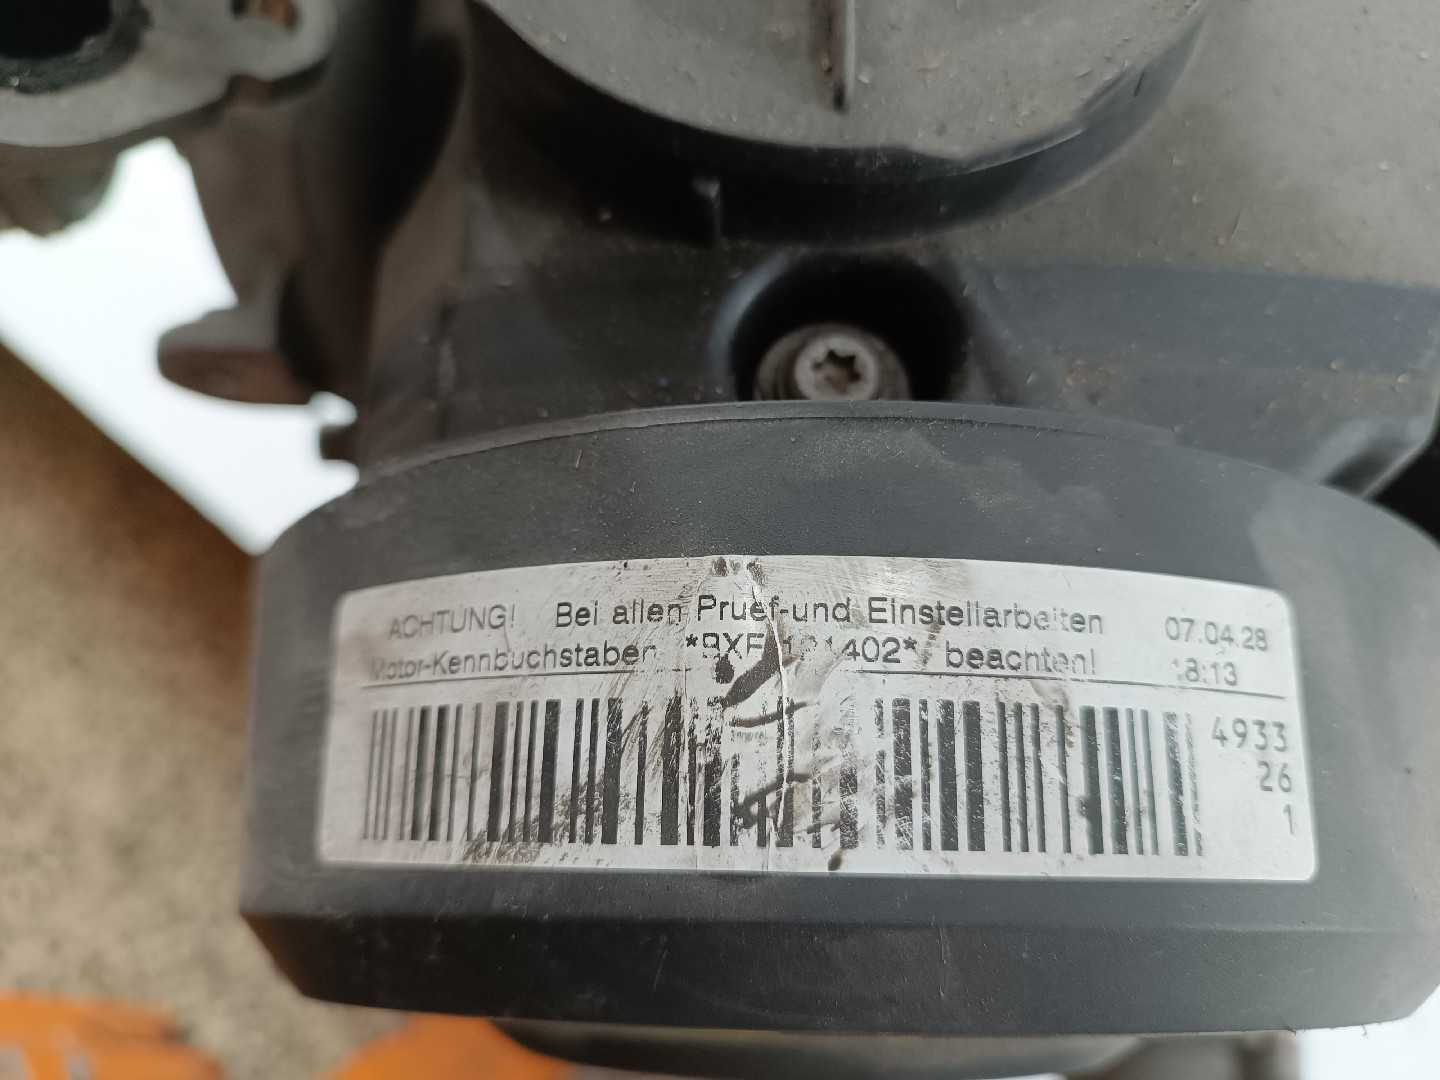 ACHTUNG! Bei allen Pruef-und Einstellarbeiten
Motor-Kennbuchstaben beachten!
07.04.28
18:13
4933
26
1